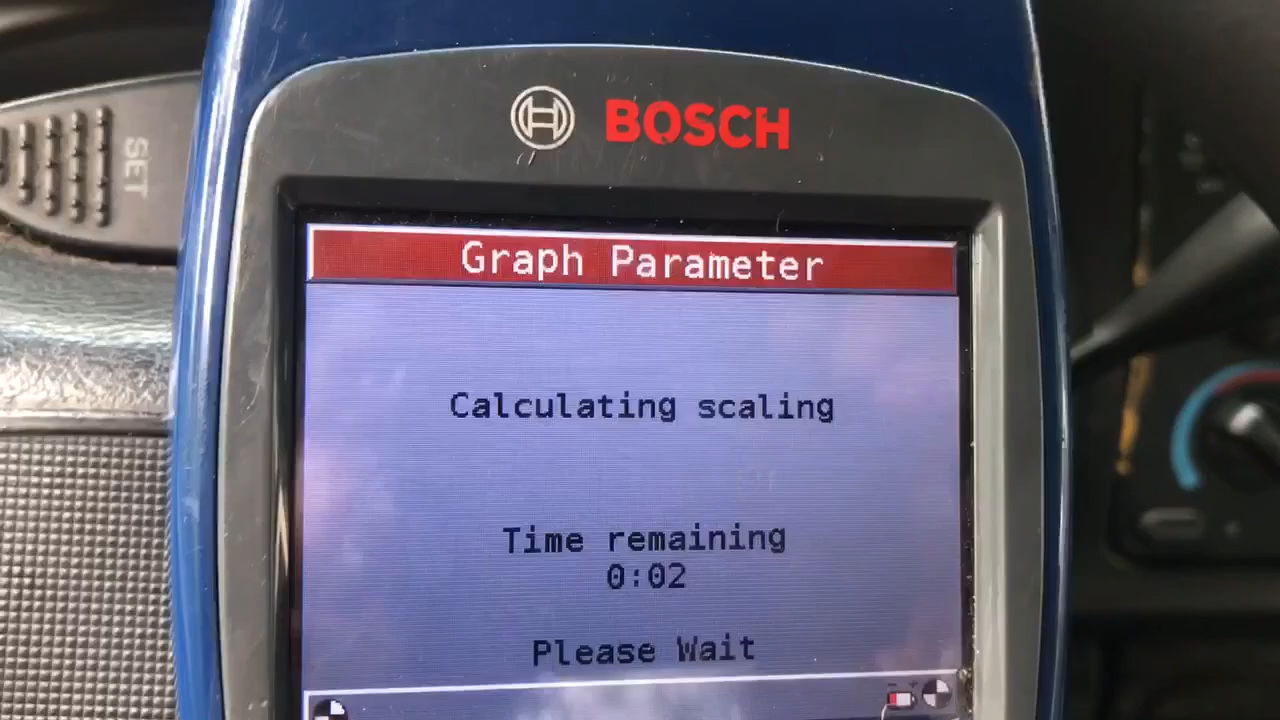 BOSCH
SET
Graph Parameter
Calculating scaling
Time remaining
0:02
Please Wait